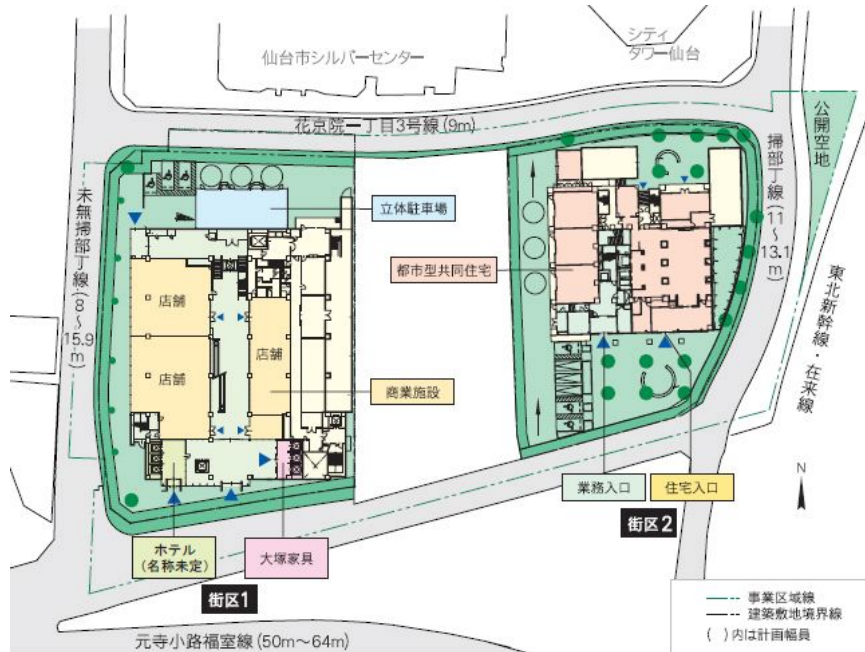 仙台市シルバーセンター
シティ
タワー仙台
公開空地
花京院一丁目3号線(9m)
掃部丁線(11〜
13.1
m)
未無掃部丁線(8〜
15.9
m)
立体駐車場
都市型共同住宅
東北新幹線・在来線
店舗
店舗
店舗
商業施設
N
業務入口
住宅入口
街区2
ホテル
(名称未定)
大塚家具
街区1
事業区域線
建築敷地境界線
( )内は計画幅員
元寺小路福室線(50m〜64m)